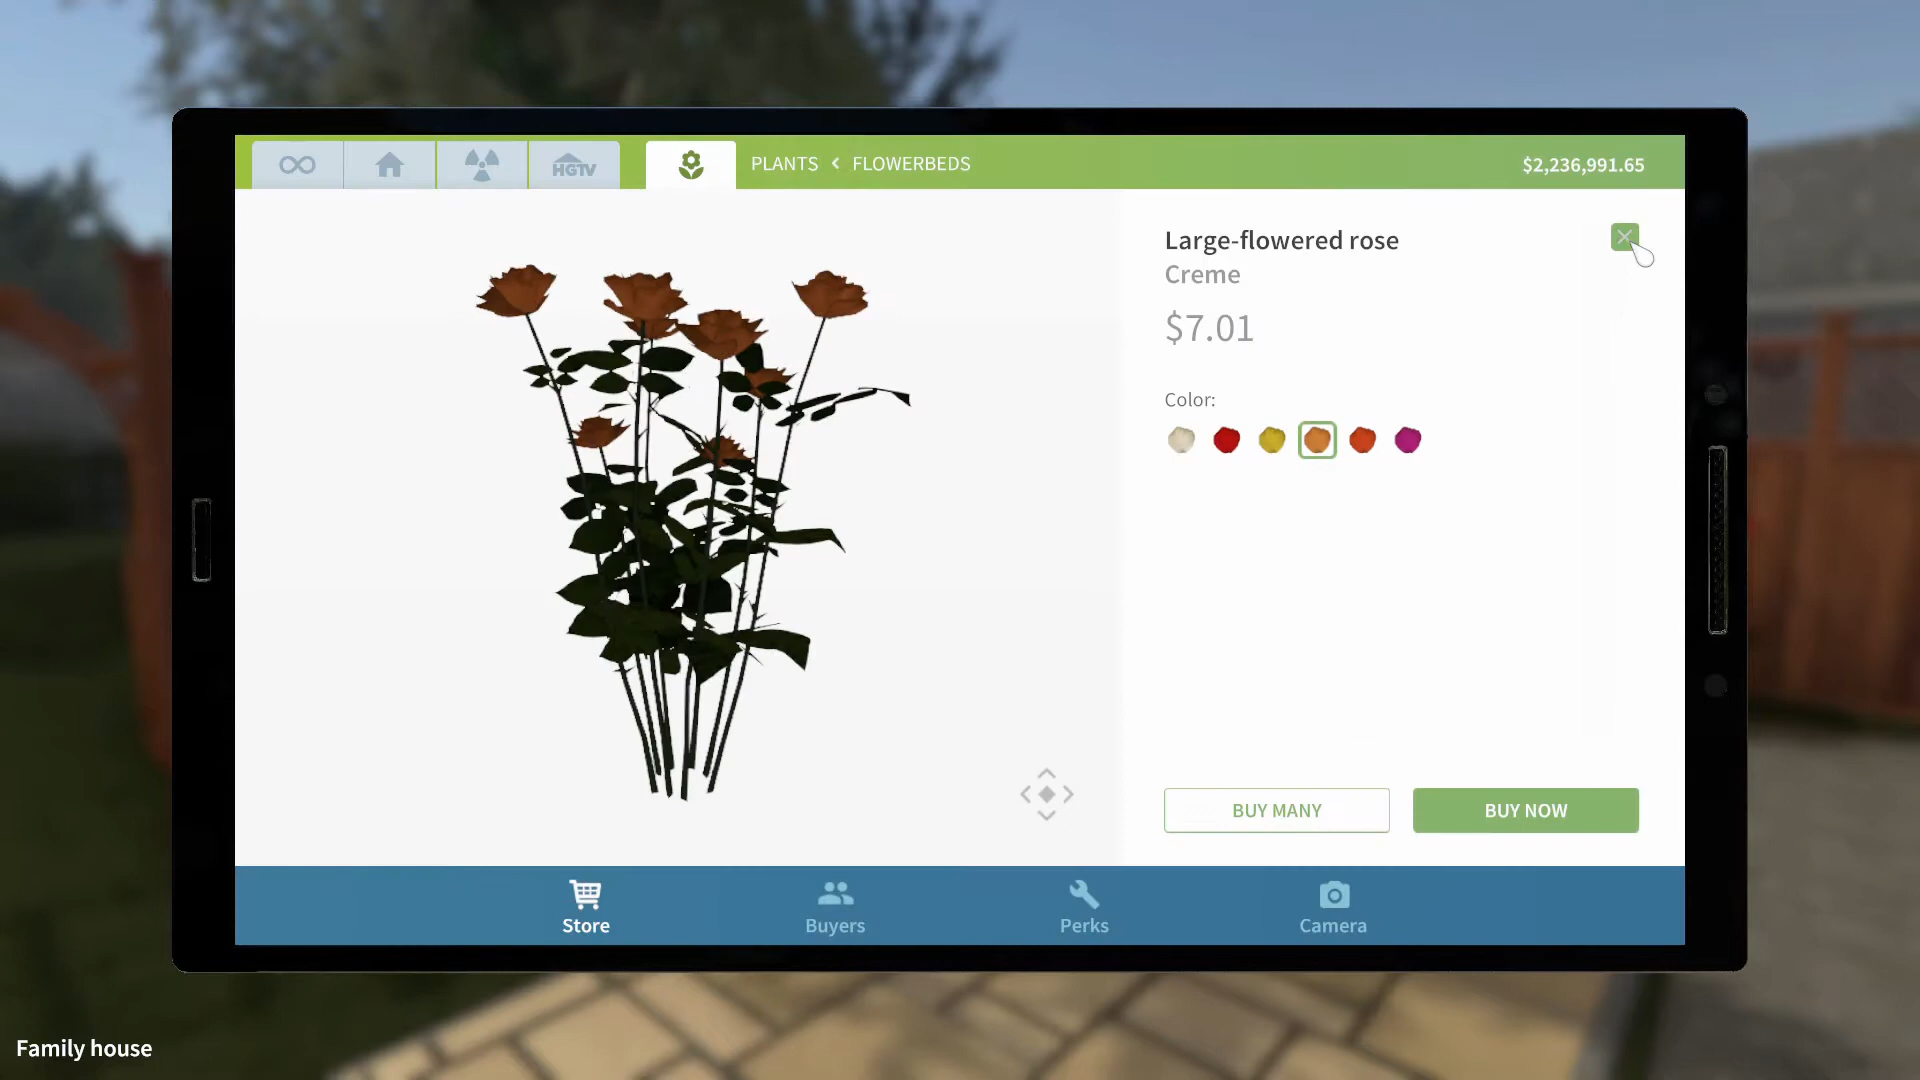 HGTV
PLANTS < FLOWERBEDS
$2,236,991.65
Large-flowered rose
Creme
$7.01
Color:
BUY MANY
BUY NOW
Store
Buyers
Perks
Camera
Family house